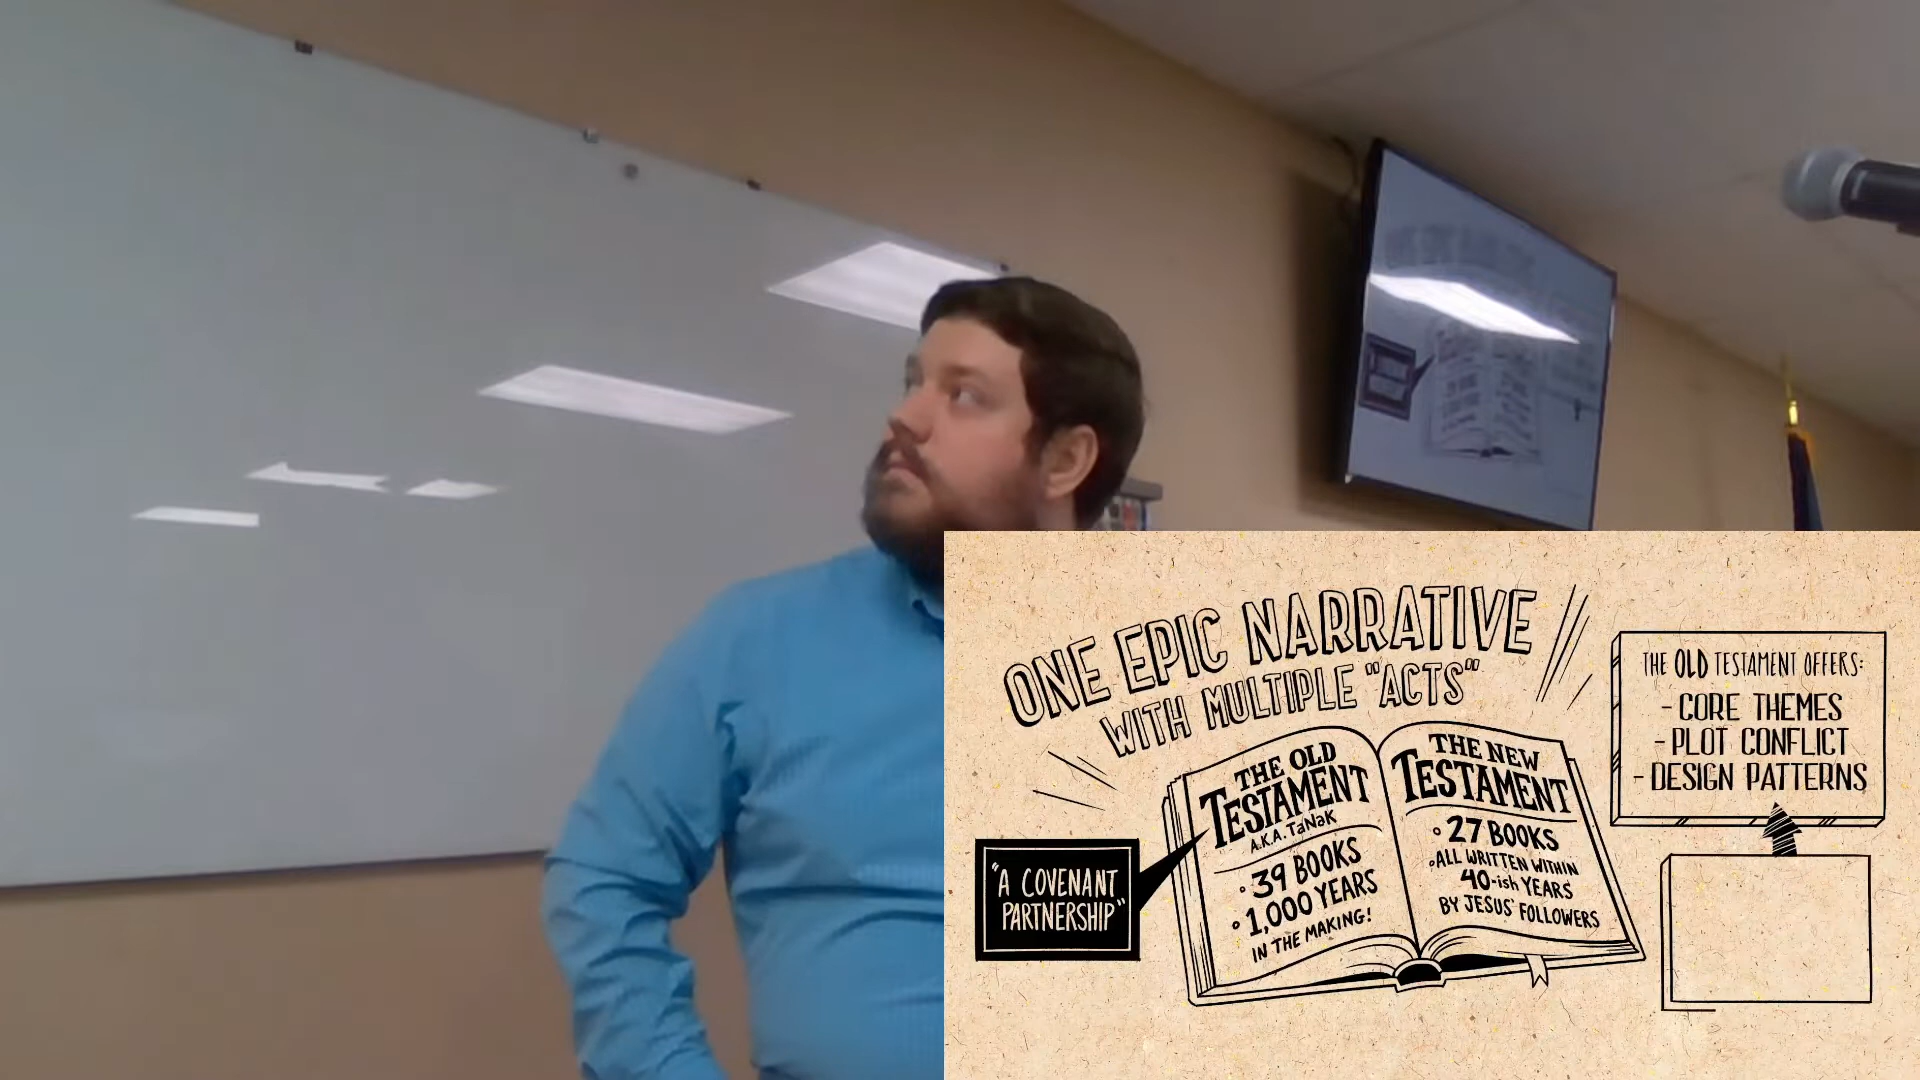 ONE EPIC NARRATIVE
WITH MULTIPLE "ACTS"
THE OLD
TESTAMENT
A.K.A. TaNaK
◦ 39 BOOKS
◦ 1,000 YEARS
IN THE MAKING!
"A COVENANT
PARTNERSHIP"
THE NEW
TESTAMENT
◦ 27 BOOKS
◦ ALL WRITTEN WITHIN
40-ish YEARS
BY JESUS' FOLLOWERS
THE OLD TESTAMENT OFFERS:
- CORE THEMES
- PLOT CONFLICT
- DESIGN PATTERNS